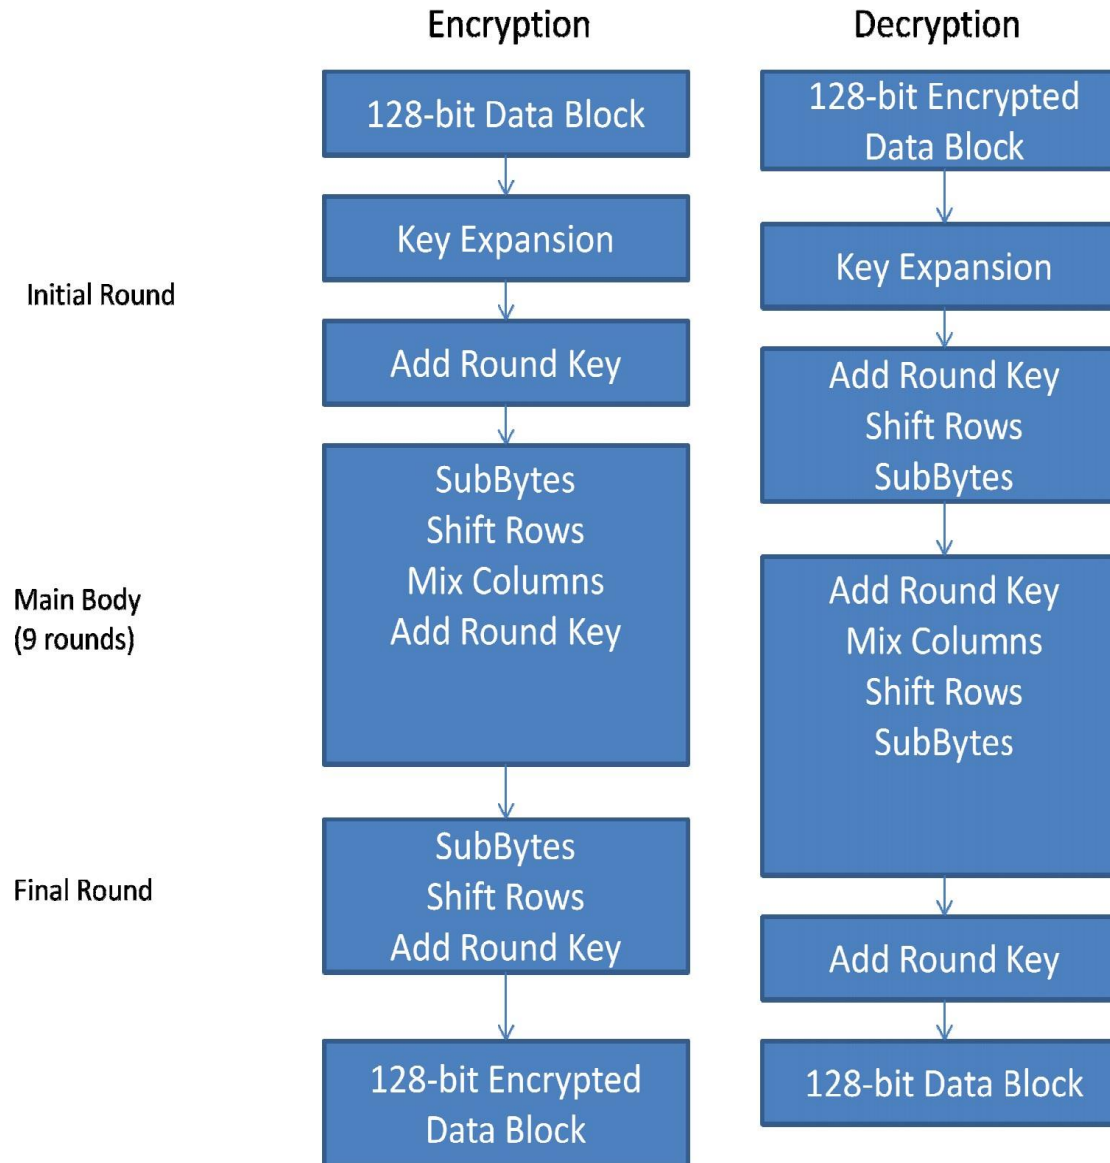 Encryption
128-bit Data Block
Key Expansion
Initial Round
Add Round Key
SubBytes
Shift Rows
Mix Columns
Add Round Key
Main Body
(9 rounds)
SubBytes
Shift Rows
Add Round Key
Final Round
128-bit Encrypted
Data Block
Decryption
128-bit Encrypted
Data Block
Key Expansion
Add Round Key
Shift Rows
SubBytes
Add Round Key
Mix Columns
Shift Rows
SubBytes
Add Round Key
128-bit Data Block